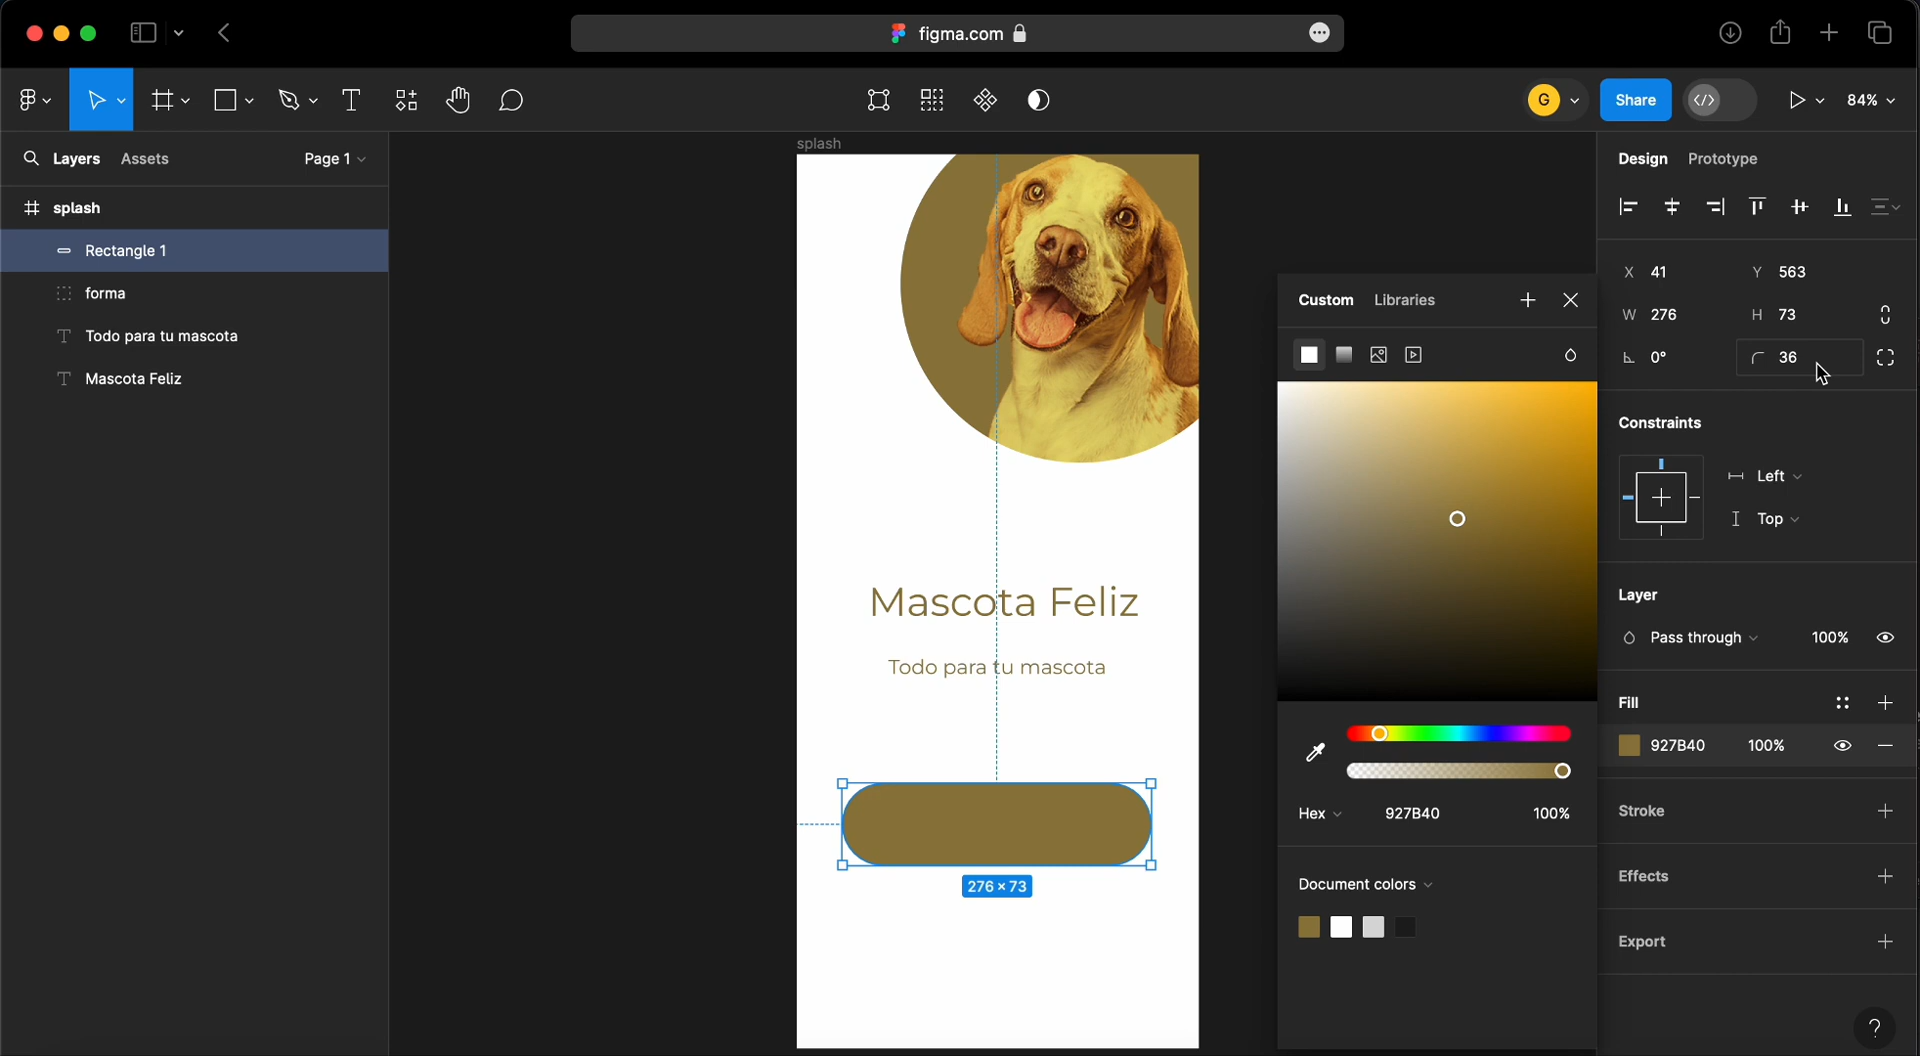 figma.com
G
Share
84%
Layers
Assets
Page 1
splash
Rectangle 1
forma
Todo para tu mascota
Mascota Feliz
splash
Mascota Feliz
Todo para tu mascota
276 × 73
Custom
Libraries
Hex
927B40
100%
Document colors
Design
Prototype
X 41
Y 563
W 276
H 73
0°
36
Constraints
Left
Top
Layer
Pass through
100%
Fill
927B40
100%
Stroke
Effects
Export
?